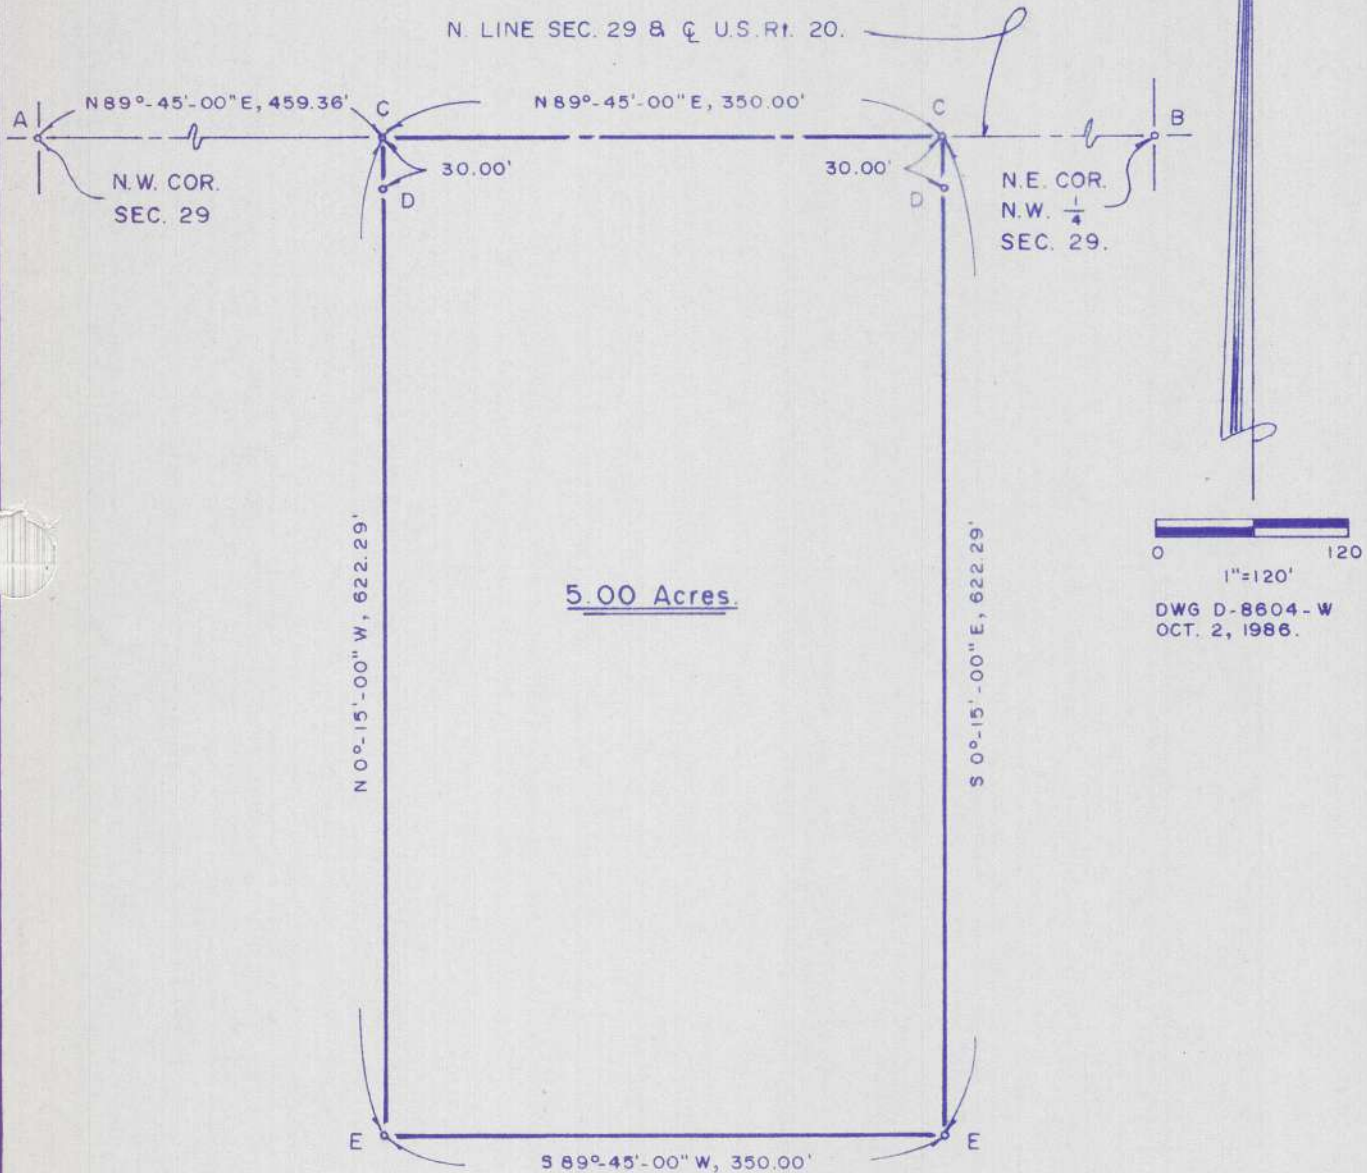 N. LINE SEC. 29 & ℄ U.S.Rt. 20.
N89°-45'-00"E, 459.36'
N89°-45'-00"E, 350.00'
A
C
C
B
30.00'
30.00'
N.W. COR.
SEC. 29
D
D
N.E. COR.
N.W. 1/4
SEC. 29.
N 0°-15'-00" W, 622.29'
S 0°-15'-00" E, 622.29'
5.00 Acres.
0 120
1"=120'
DWG D-8604-W
OCT. 2, 1986.
E
E
S 89°-45'-00" W, 350.00'